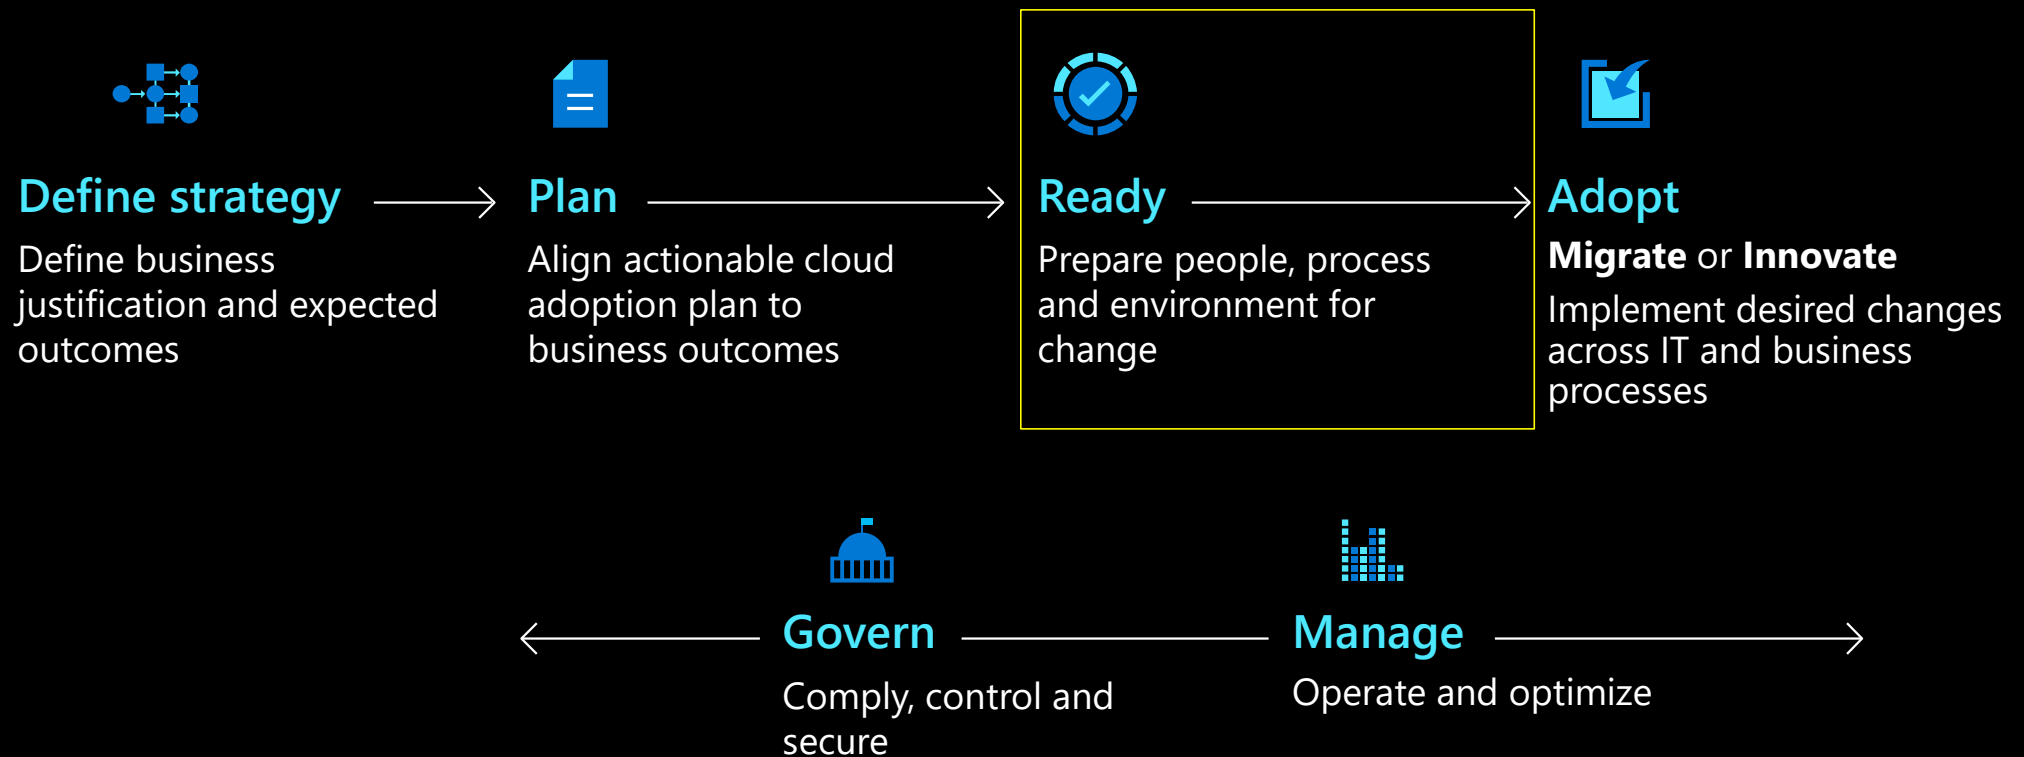 Define strategy
Define business
justification and expected
outcomes
Plan
Align actionable cloud
adoption plan to
business outcomes
Ready
Prepare people, process
and environment for
change
Adopt
Migrate or Innovate
Implement desired changes
across IT and business
processes
Govern
Comply, control and
secure
Manage
Operate and optimize